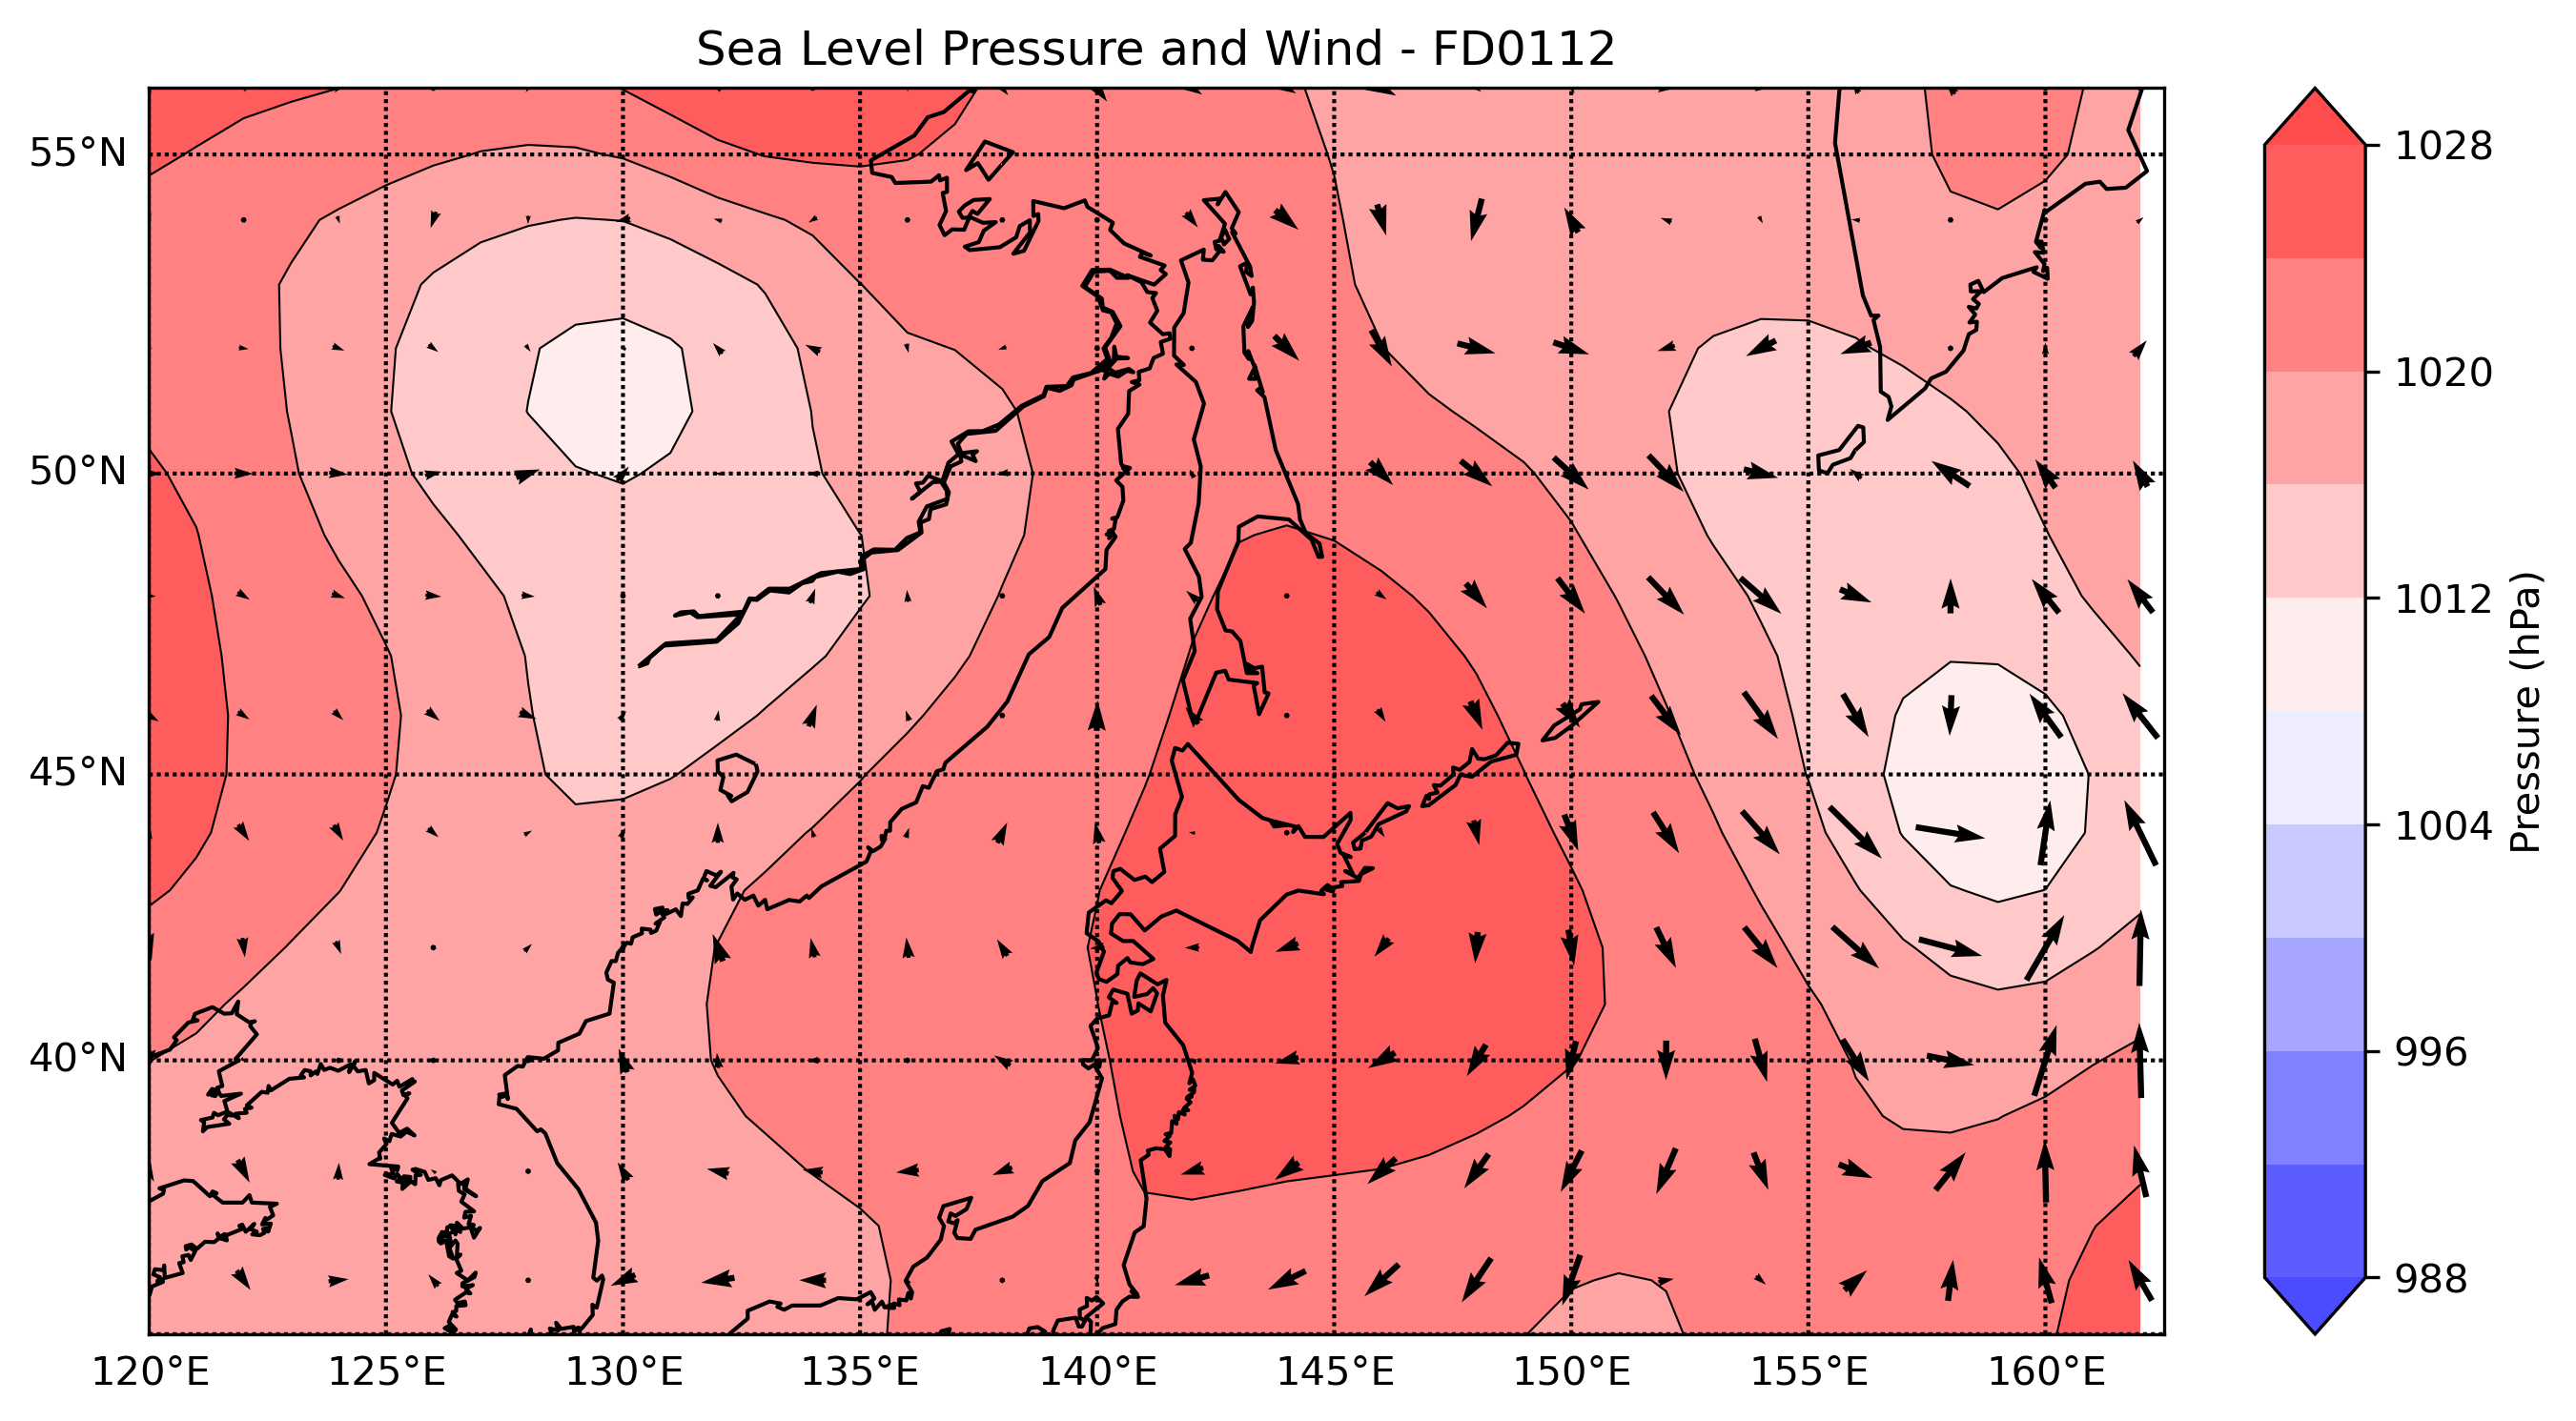 Sea Level Pressure and Wind - FD0112
55°N
50°N
45°N
40°N
120°E 125°E 130°E 135°E 140°E 145°E 150°E 155°E 160°E
1028
1020
1012
1004
996
988
Pressure (hPa)